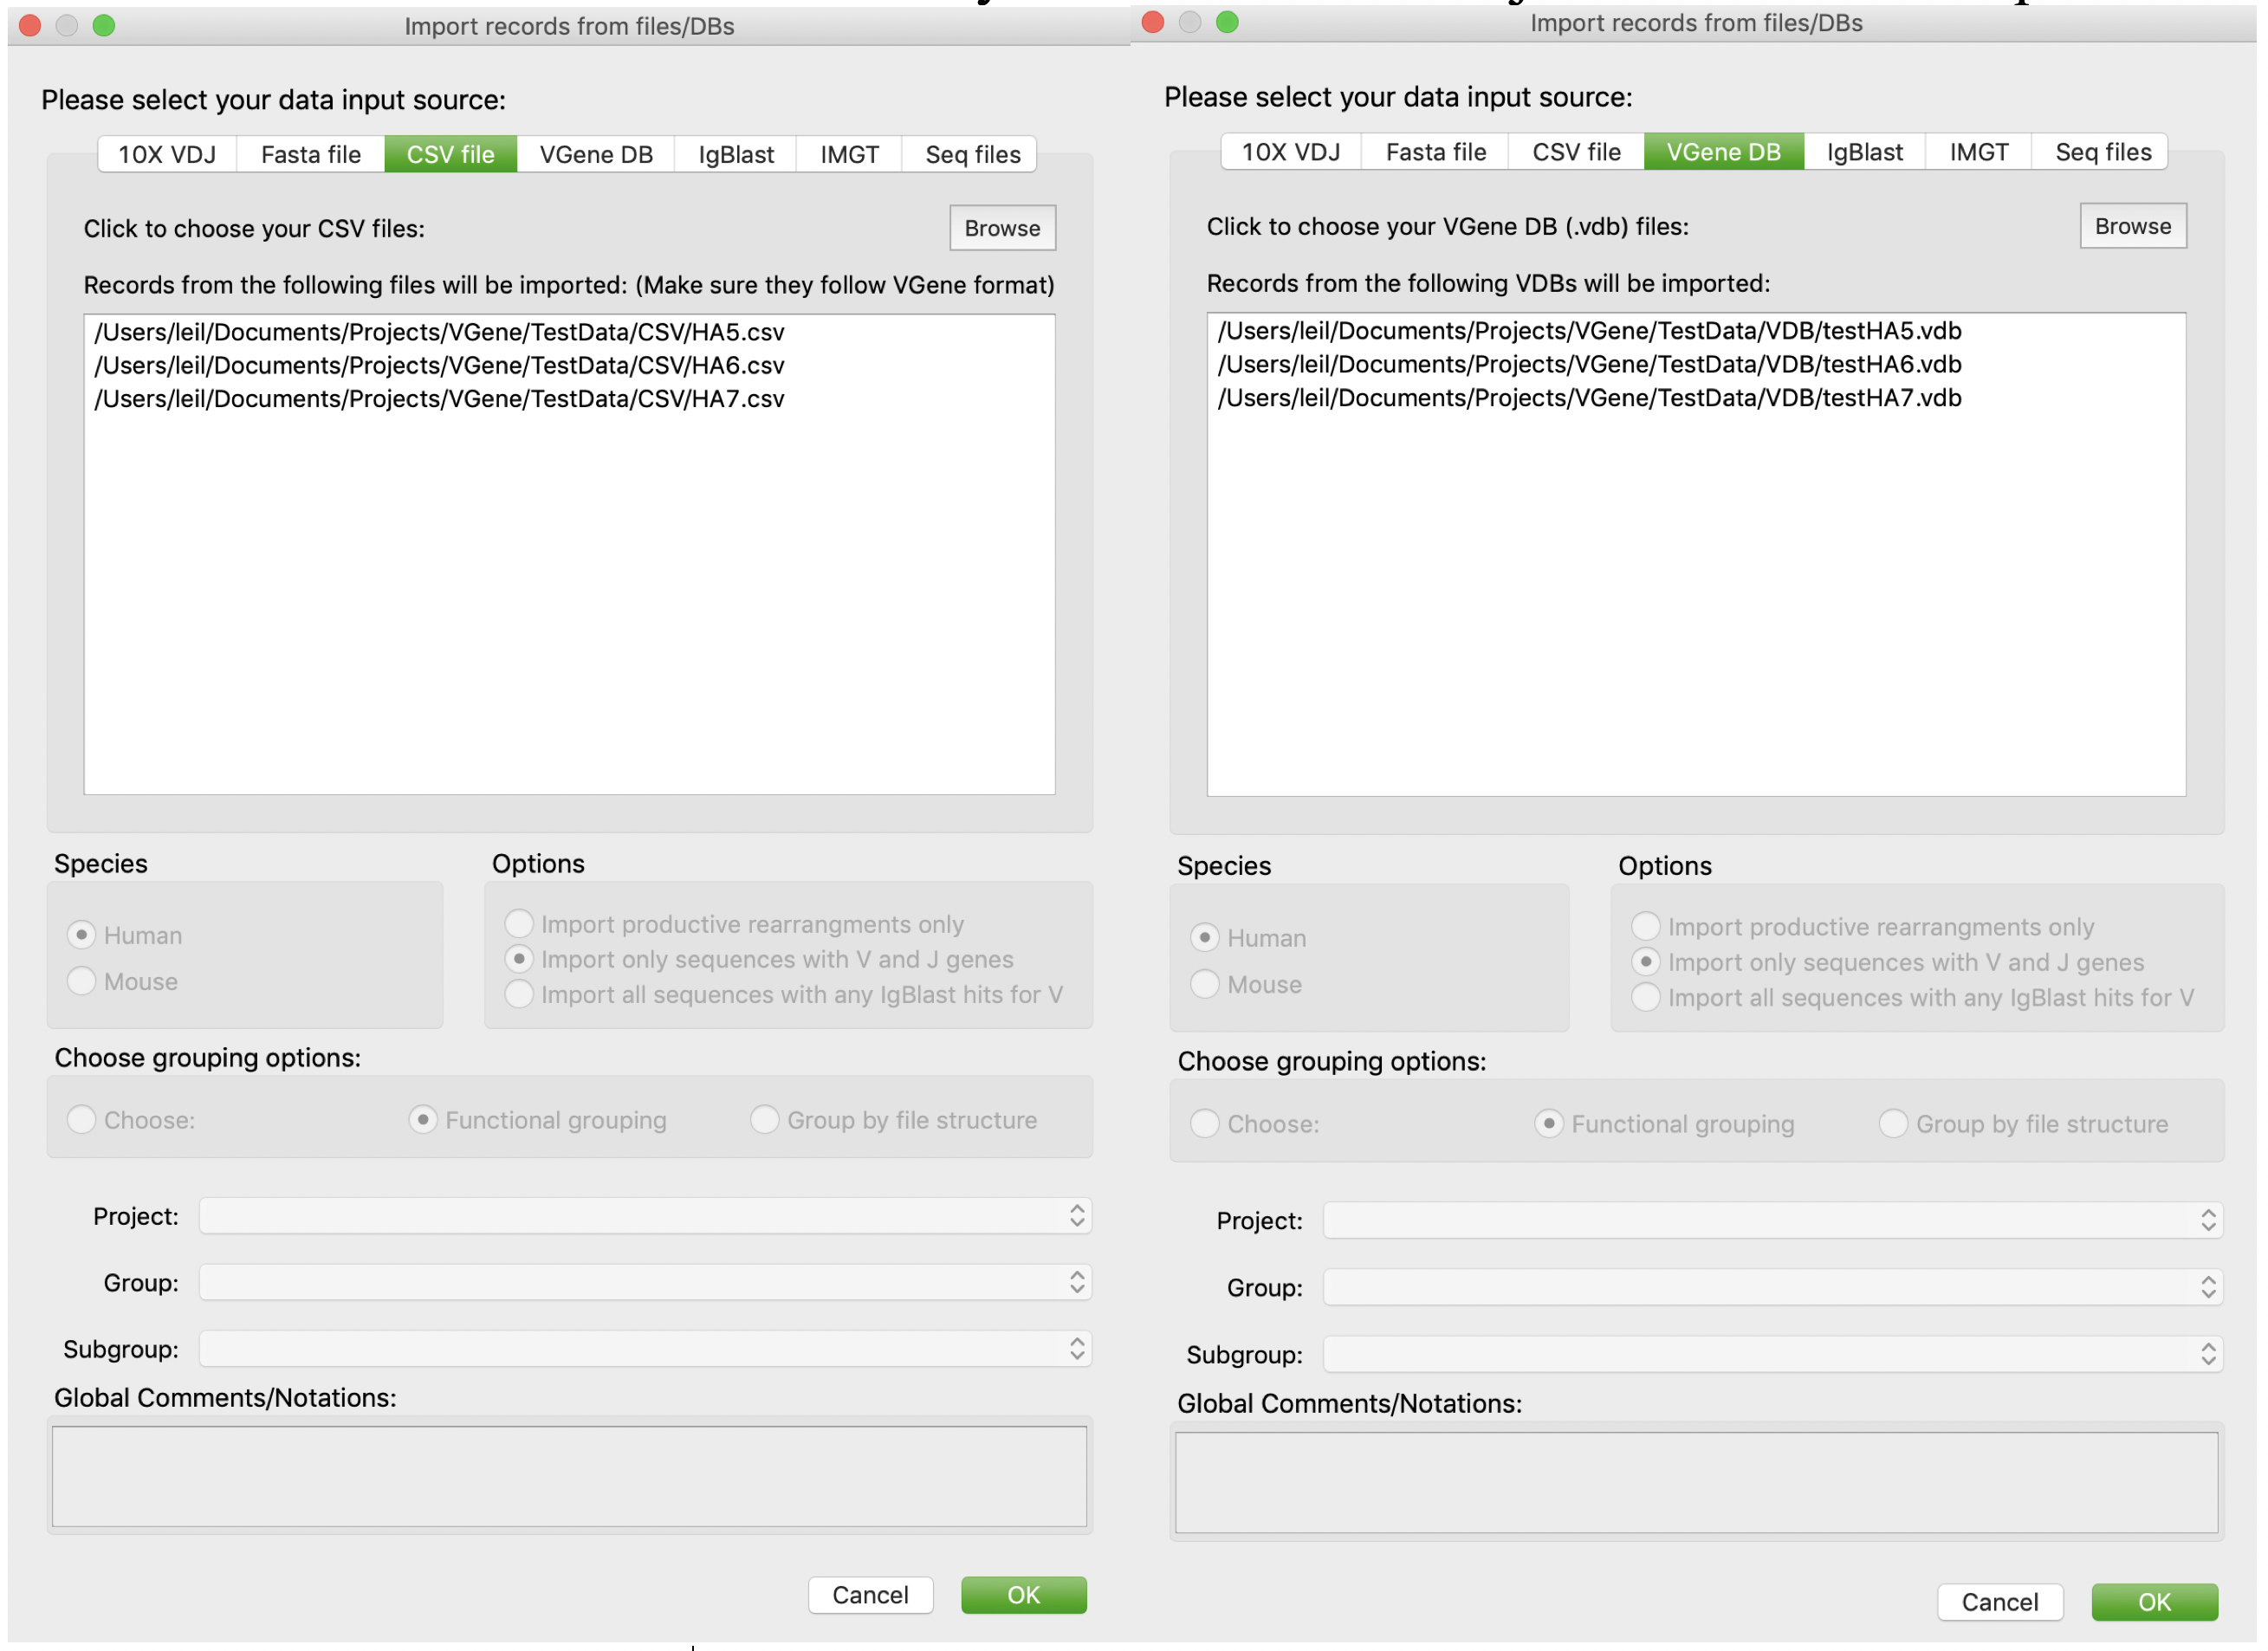 Import records from files/DBs
Please select your data input source:
10X VDJ Fasta file CSV file VGene DB IgBlast IMGT Seq files
Click to choose your CSV files: Browse
Records from the following files will be imported: (Make sure they follow VGene format)
/Users/leil/Documents/Projects/VGene/TestData/CSV/HA5.csv
/Users/leil/Documents/Projects/VGene/TestData/CSV/HA6.csv
/Users/leil/Documents/Projects/VGene/TestData/CSV/HA7.csv
Species
Human
Mouse
Options
Import productive rearrangments only
Import only sequences with V and J genes
Import all sequences with any IgBlast hits for V
Choose grouping options:
Choose: Functional grouping Group by file structure
Project:
Group:
Subgroup:
Global Comments/Notations:
Cancel OK
Import records from files/DBs
Please select your data input source:
10X VDJ Fasta file CSV file VGene DB IgBlast IMGT Seq files
Click to choose your VGene DB (.vdb) files: Browse
Records from the following VDBs will be imported:
/Users/leil/Documents/Projects/VGene/TestData/VDB/testHA5.vdb
/Users/leil/Documents/Projects/VGene/TestData/VDB/testHA6.vdb
/Users/leil/Documents/Projects/VGene/TestData/VDB/testHA7.vdb
Species
Human
Mouse
Options
Import productive rearrangments only
Import only sequences with V and J genes
Import all sequences with any IgBlast hits for V
Choose grouping options:
Choose: Functional grouping Group by file structure
Project:
Group:
Subgroup:
Global Comments/Notations:
Cancel OK